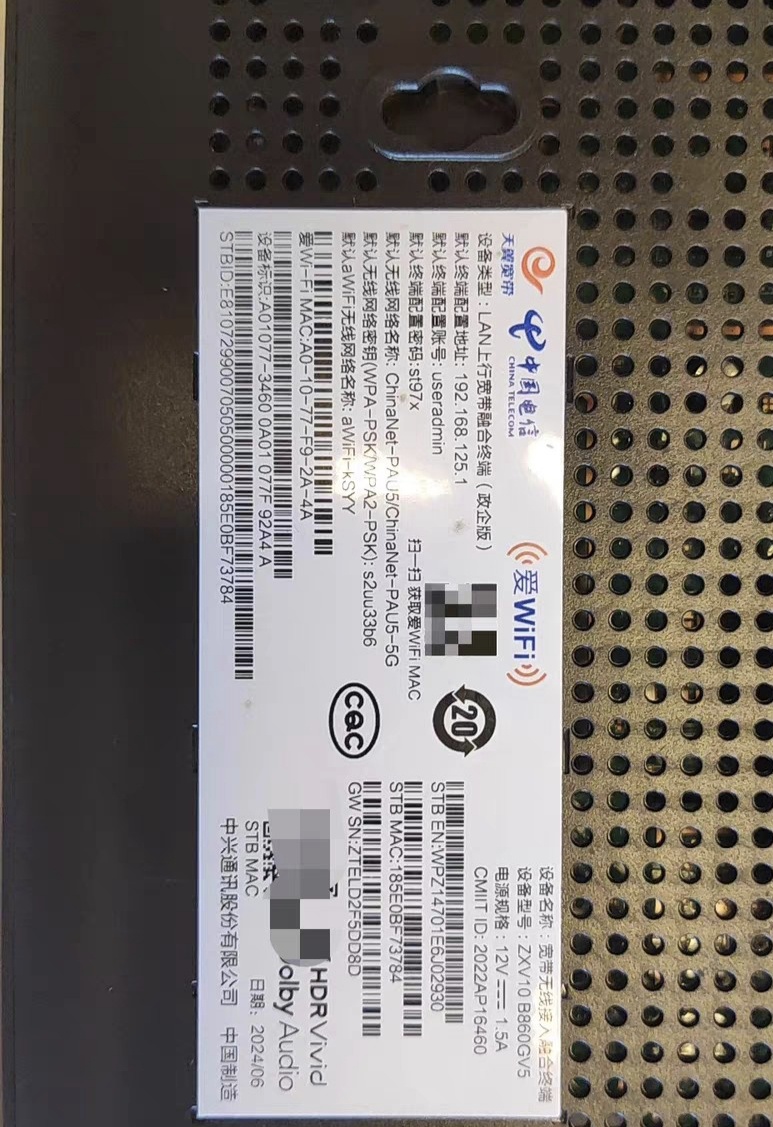 天翼宽带
中国电信
CHINA TELECOM
爱WiFi
设备类型：LAN上行宽带融合终端（政企版）
默认终端配置地址: 192.168.125.1
默认终端配置账号: useradmin
默认终端配置密码:st97x
扫一扫 获取爱WiFi MAC
默认无线网络名称: ChinaNet-PAU5/ChinaNet-PAU5-5G
默认无线网络密钥(WPA-PSK/WPA2-PSK): s2uu33b6
默认aWiFi无线网络名称: aWiFi-kSYY
爱Wi-Fi MAC:A0-10-77-F9-2A-4A
设备标识:A01077-3460 0A01 077F 92A4 A
STBID:E8107299007050500000185E0BF73784
20
CQC
设备名称：宽带无线接入融合终端
设备型号：ZXV10 B860GV5
电源规格：12V 1.5A
CMIIT ID: 2022AP16460
STB EN:WPZ14701E6J02930
STB MAC:185E0BF73784
GW SN:ZTELD2F5DD8D
HDR Vivid
olby Audio
STB MAC
日期：2024/06
中兴通讯股份有限公司 中国制造